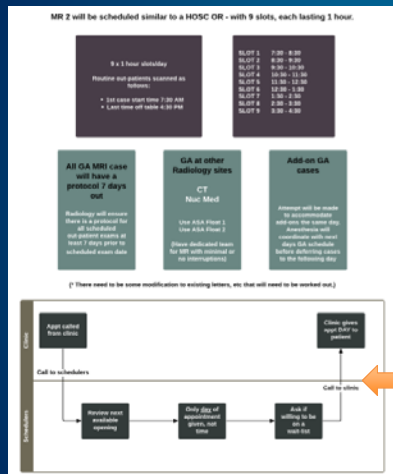 MR 2 will be scheduled similar to a HOSC OR - with 9 slots, each lasting 1 hour.
9 x 1 hour slots/day
Routine out-patients scanned as
follows:
1st case start time 7:30 AM
Last time off table 4:30 PM
SLOT 1 7:30 - 8:30
SLOT 2 8:30 - 9:30
SLOT 3 9:30 - 10:30
SLOT 4 10:30 - 11:30
SLOT 5 11:30 - 12:30
SLOT 6 12:30 - 1:30
SLOT 7 1:30 - 2:30
SLOT 8 2:30 - 3:30
SLOT 9 3:30 - 4:30
All GA MRI case
will have a
protocol 7 days
out
Radiology will ensure
there is a protocol for
all scheduled
out-patient exams at
least 7 days prior to
scheduled exam date
GA at other
Radiology sites
CT
Nuc Med
Use ASA Float 1
Use ASA Float 2
(Have dedicated team
for MRI with minimal or
no interruptions)
Add-on GA
cases
Attempt will be made
to accommodate
add-ons the same day.
Anesthesia will
coordinate with next
days GA schedule
before deferring cases
to the following day
(* There need to be some modification to existing letters, etc that will need to be worked out.)
Clinic
Appt called
from clinic
Clinic gives
appt DAY to
patient
Call to schedulers
Call to clinic
Schedulers
Review next
available
opening
Only day of
appointment
given, not
time
Ask if
willing to be
on a
wait-list